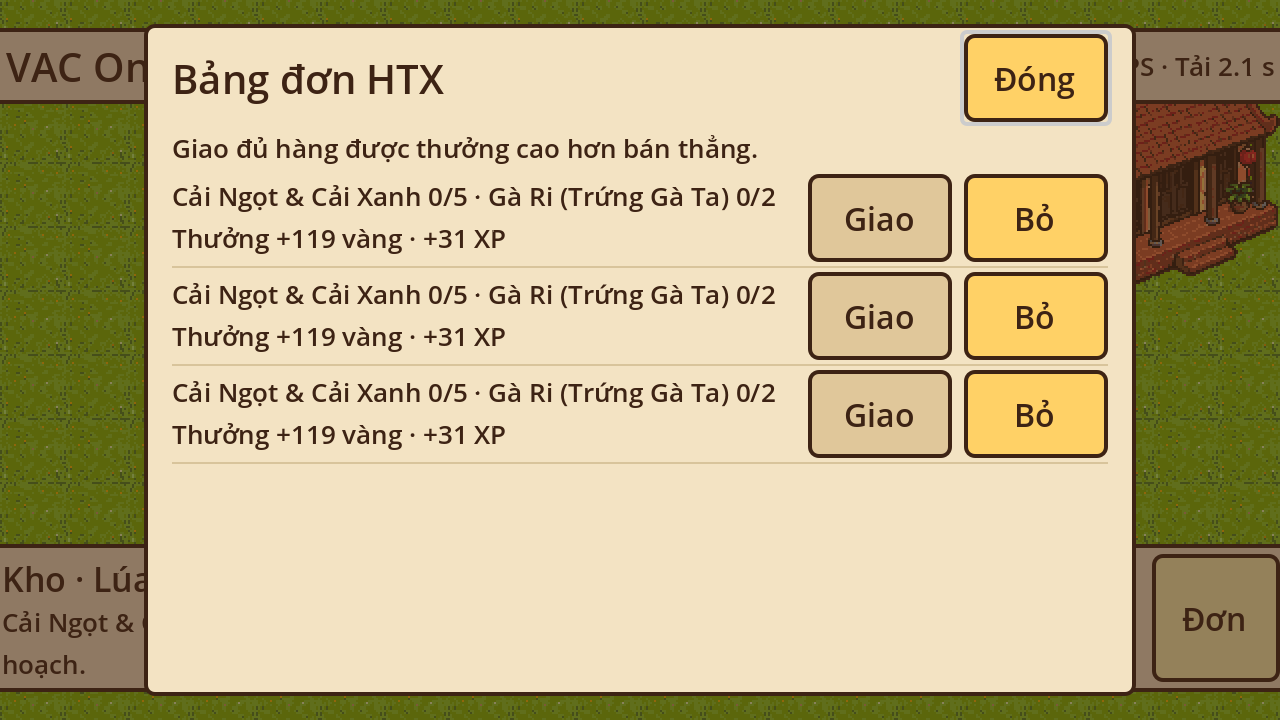 VAC On
Bảng đơn HTX
Đóng
PS · Tải 2.1 s
Giao đủ hàng được thưởng cao hơn bán thẳng.
Cải Ngọt & Cải Xanh 0/5 · Gà Ri (Trứng Gà Ta) 0/2
Thưởng +119 vàng · +31 XP
Giao
Bỏ
Cải Ngọt & Cải Xanh 0/5 · Gà Ri (Trứng Gà Ta) 0/2
Thưởng +119 vàng · +31 XP
Giao
Bỏ
Cải Ngọt & Cải Xanh 0/5 · Gà Ri (Trứng Gà Ta) 0/2
Thưởng +119 vàng · +31 XP
Giao
Bỏ
Kho · Lúa
Cải Ngọt &
hoạch.
Đơn